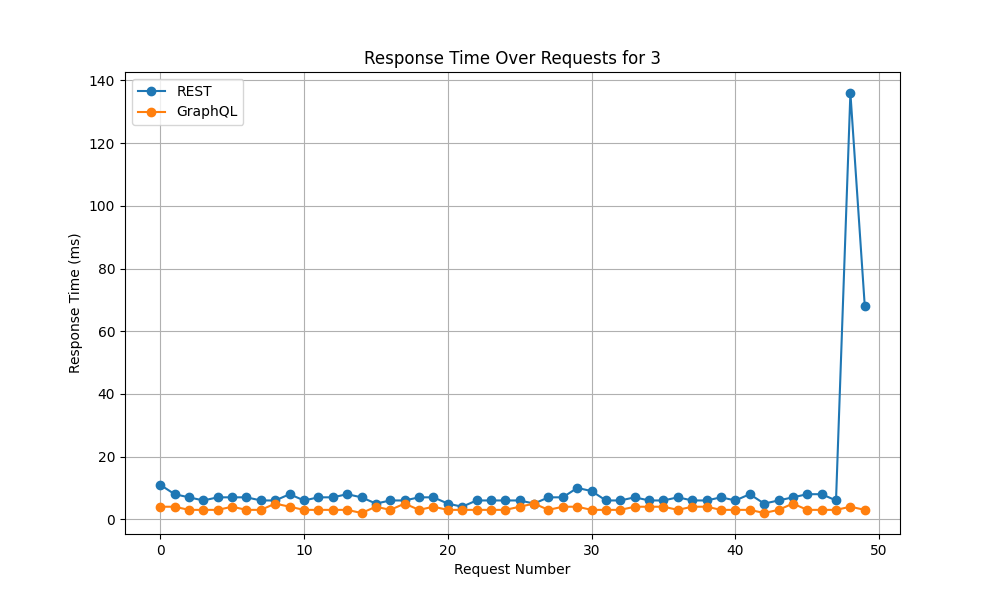 Response Time Over Requests for 3
REST
GraphQL
Response Time (ms)
140
120
100
80
60
40
20
0
0 10 20 30 40 50
Request Number